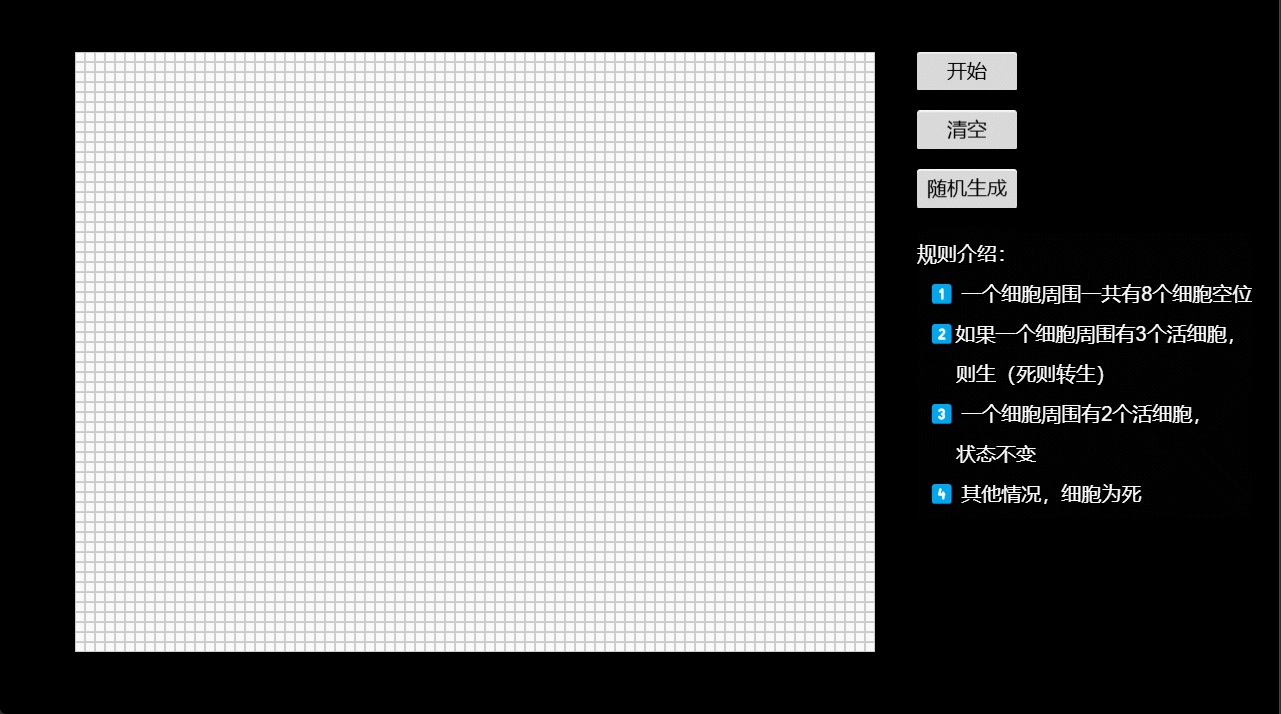 开始
清空
随机生成
规则介绍：
1️⃣ 一个细胞周围一共有8个细胞空位
2️⃣如果一个细胞周围有3个活细胞，
则生（死则转生）
3️⃣ 一个细胞周围有2个活细胞，
状态不变
4️⃣ 其他情况，细胞为死